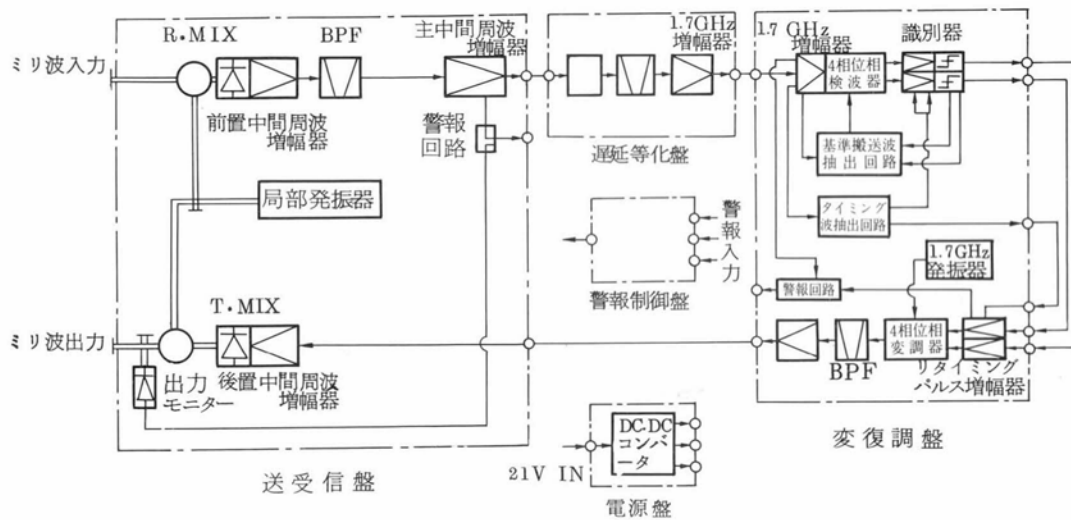 R.MIX
BPF
主中間周波
増幅器
ミリ波入力
前置中間周波
増幅器
警報
回路
局部発振器
T・MIX
ミリ波出力
出力
モニター
後置中間周波
増幅器
送受信盤
1.7GHz
増幅器
遅延等化盤
警報入力
警報制御盤
21V IN
DC-DC
コンバ
ータ
電源盤
1.7 GHz
増幅器
4相位相
検波器
識別器
基準搬送波
抽出回路
タイミング
波抽出回路
1.7GHz
発振器
警報回路
4相位相
変調器
BPF
リタイミング
パルス増幅器
変復調盤